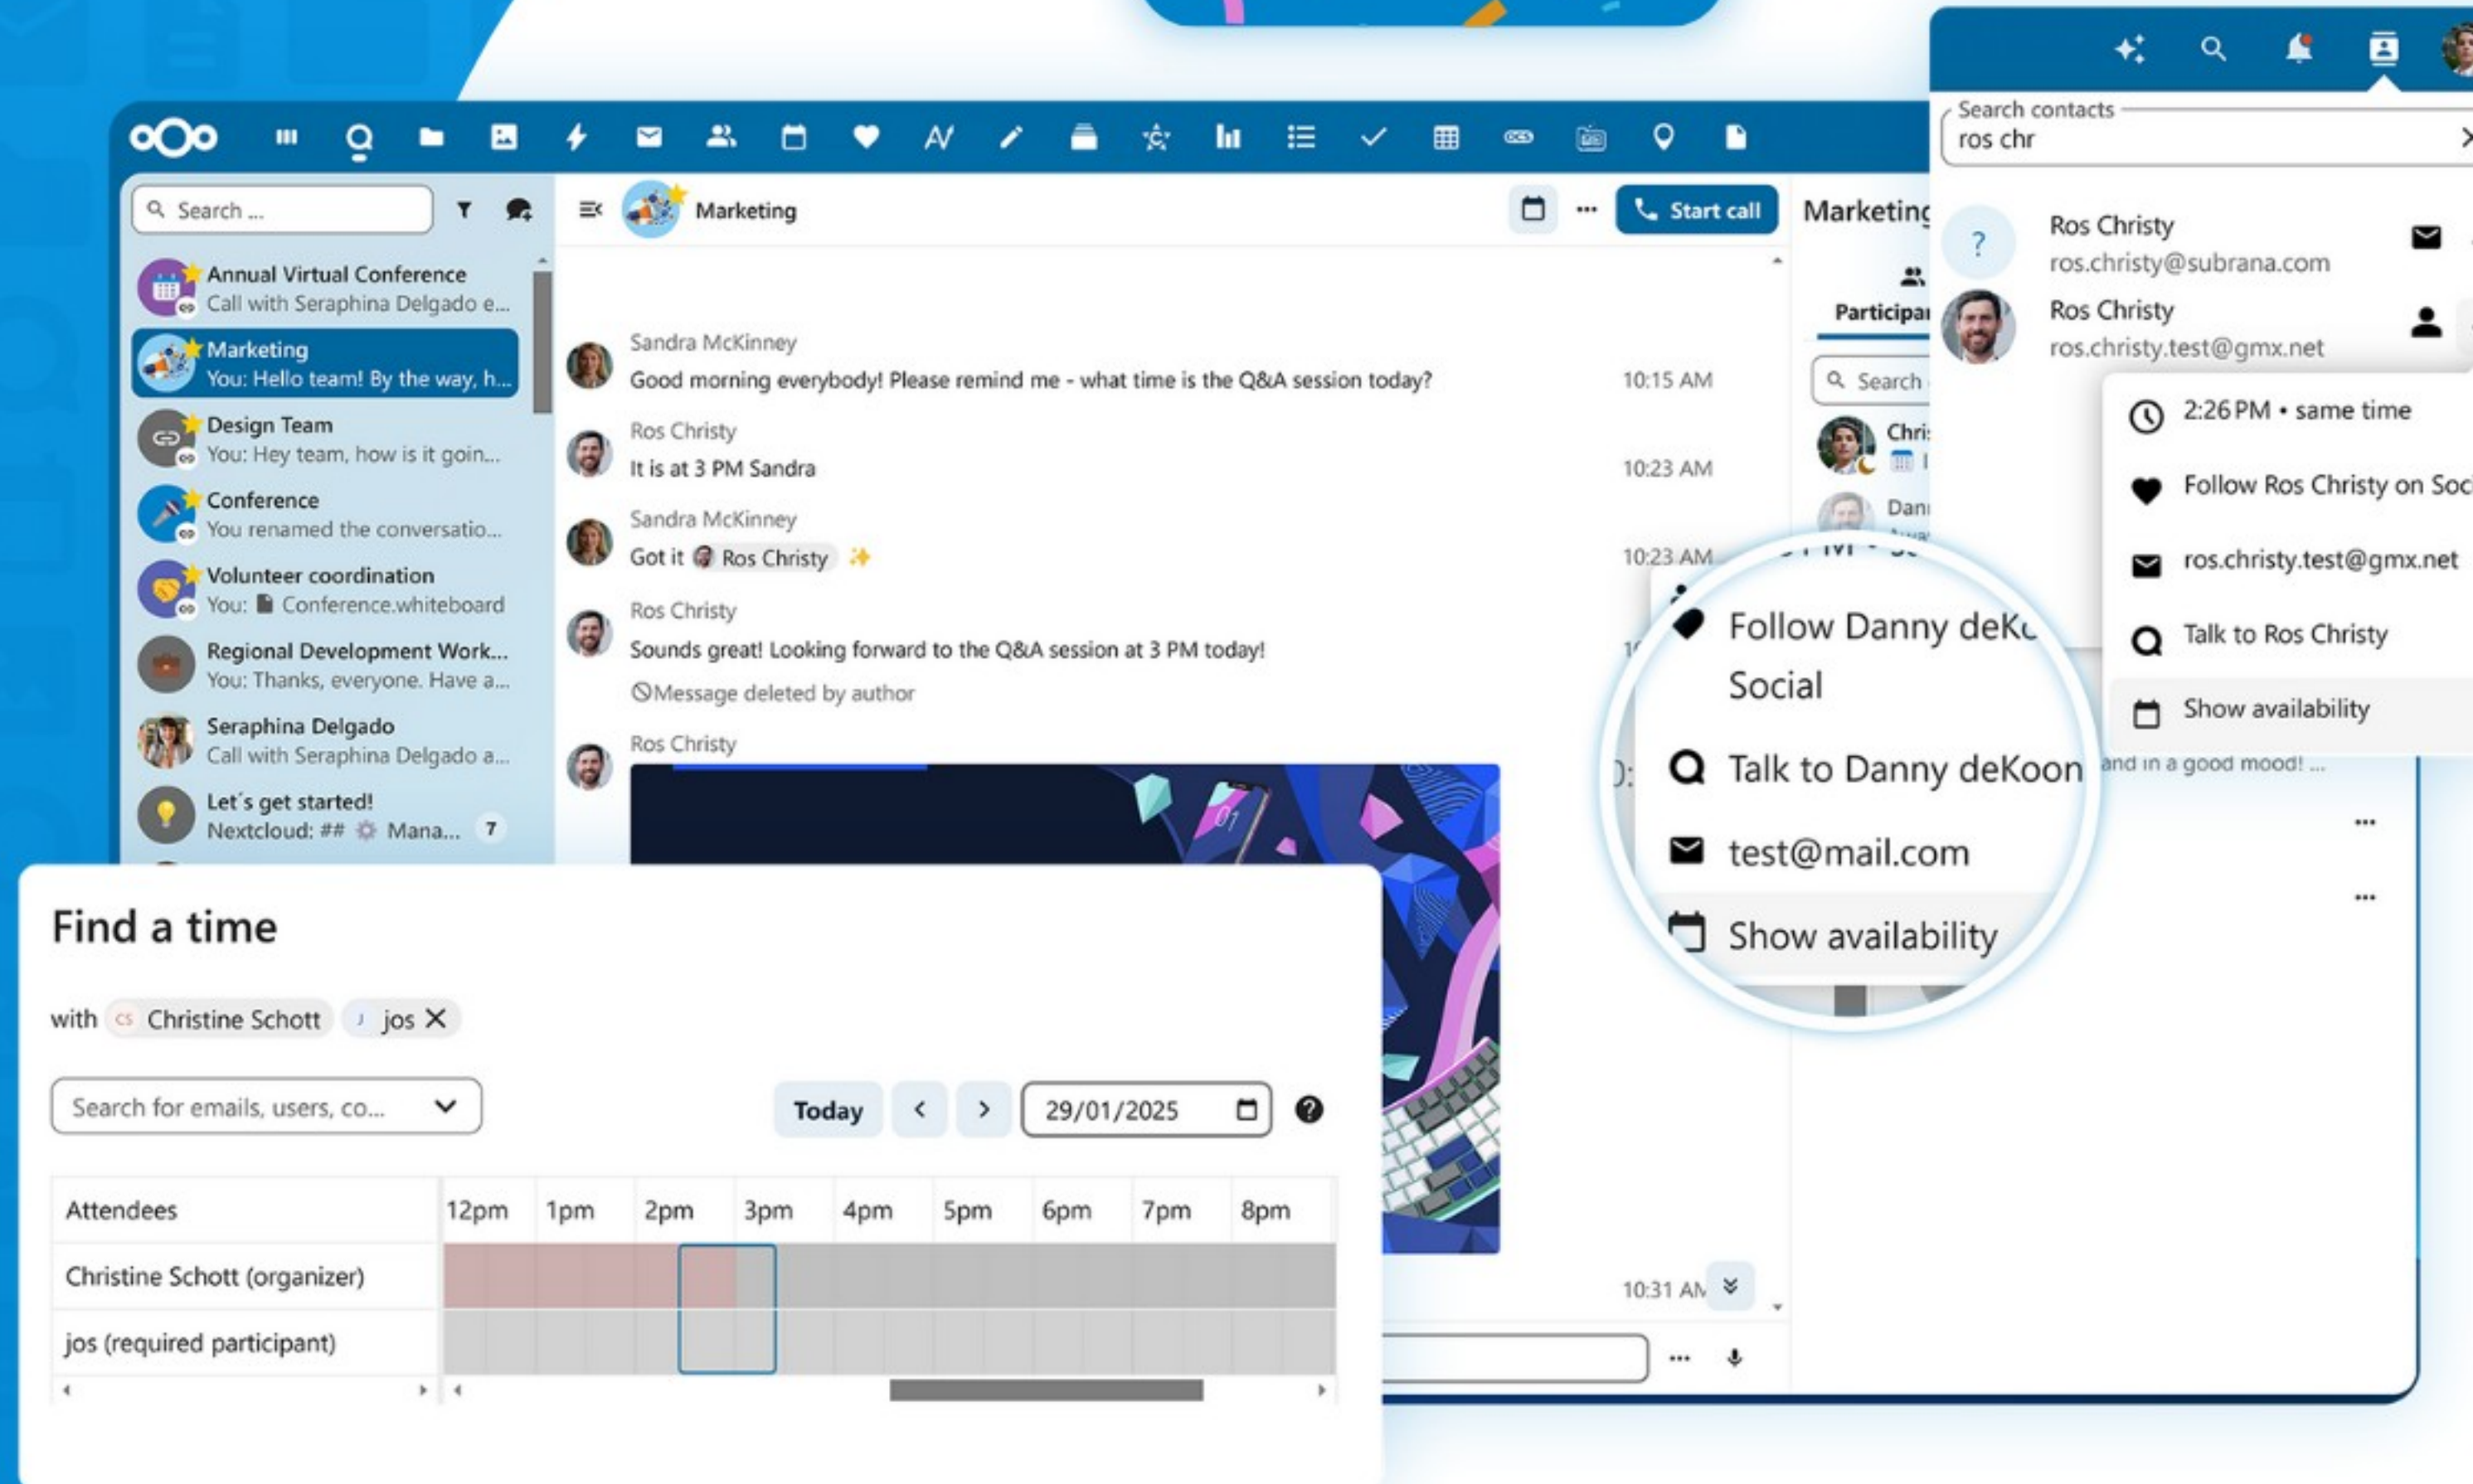 Search ...
Annual Virtual Conference
Call with Seraphina Delgado e...
Marketing
You: Hello team! By the way, h...
Design Team
You: Hey team, how is it goin...
Conference
You renamed the conversatio...
Volunteer coordination
You: Conference.whiteboard
Regional Development Work...
You: Thanks, everyone. Have a...
Seraphina Delgado
Call with Seraphina Delgado a...
Let´s get started!
Nextcloud: ## Mana... 7
Marketing
Start call
Sandra McKinney
Good morning everybody! Please remind me - what time is the Q&A session today? 10:15 AM
Ros Christy
It is at 3 PM Sandra 10:23 AM
Sandra McKinney
Got it Ros Christy ✨ 10:23 AM
Ros Christy
Sounds great! Looking forward to the Q&A session at 3 PM today!
Message deleted by author
Ros Christy
01
10:31 AM
Marketing
Participa
Search
Chri
Dan
Search contacts
ros chr
?
Ros Christy
ros.christy@subrana.com
Ros Christy
ros.christy.test@gmx.net
2:26 PM • same time
Follow Ros Christy on Soci
ros.christy.test@gmx.net
Talk to Ros Christy
Show availability
and in a good mood! ...
Follow Danny deKo
Social
Talk to Danny deKoon
test@mail.com
Show availability
Find a time
with CS Christine Schott J jos
Search for emails, users, co...
Today < > 29/01/2025
Attendees 12pm 1pm 2pm 3pm 4pm 5pm 6pm 7pm 8pm
Christine Schott (organizer)
jos (required participant)